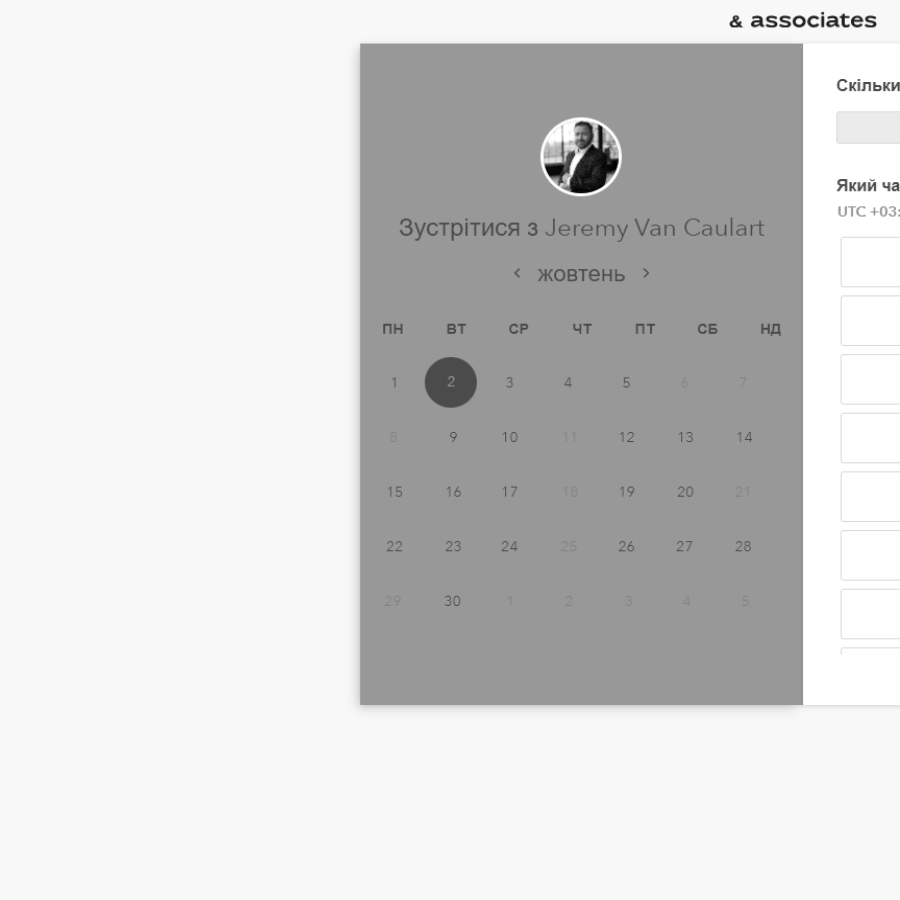 & associates
Зустрітися з Jeremy Van Caulart
жовтень
ПН ВТ СР ЧТ ПТ СБ НД
1 2 3 4 5 6 7
8 9 10 11 12 13 14
15 16 17 18 19 20 21
22 23 24 25 26 27 28
29 30 1 2 3 4 5
Скільки
Який ча
UTC +03: